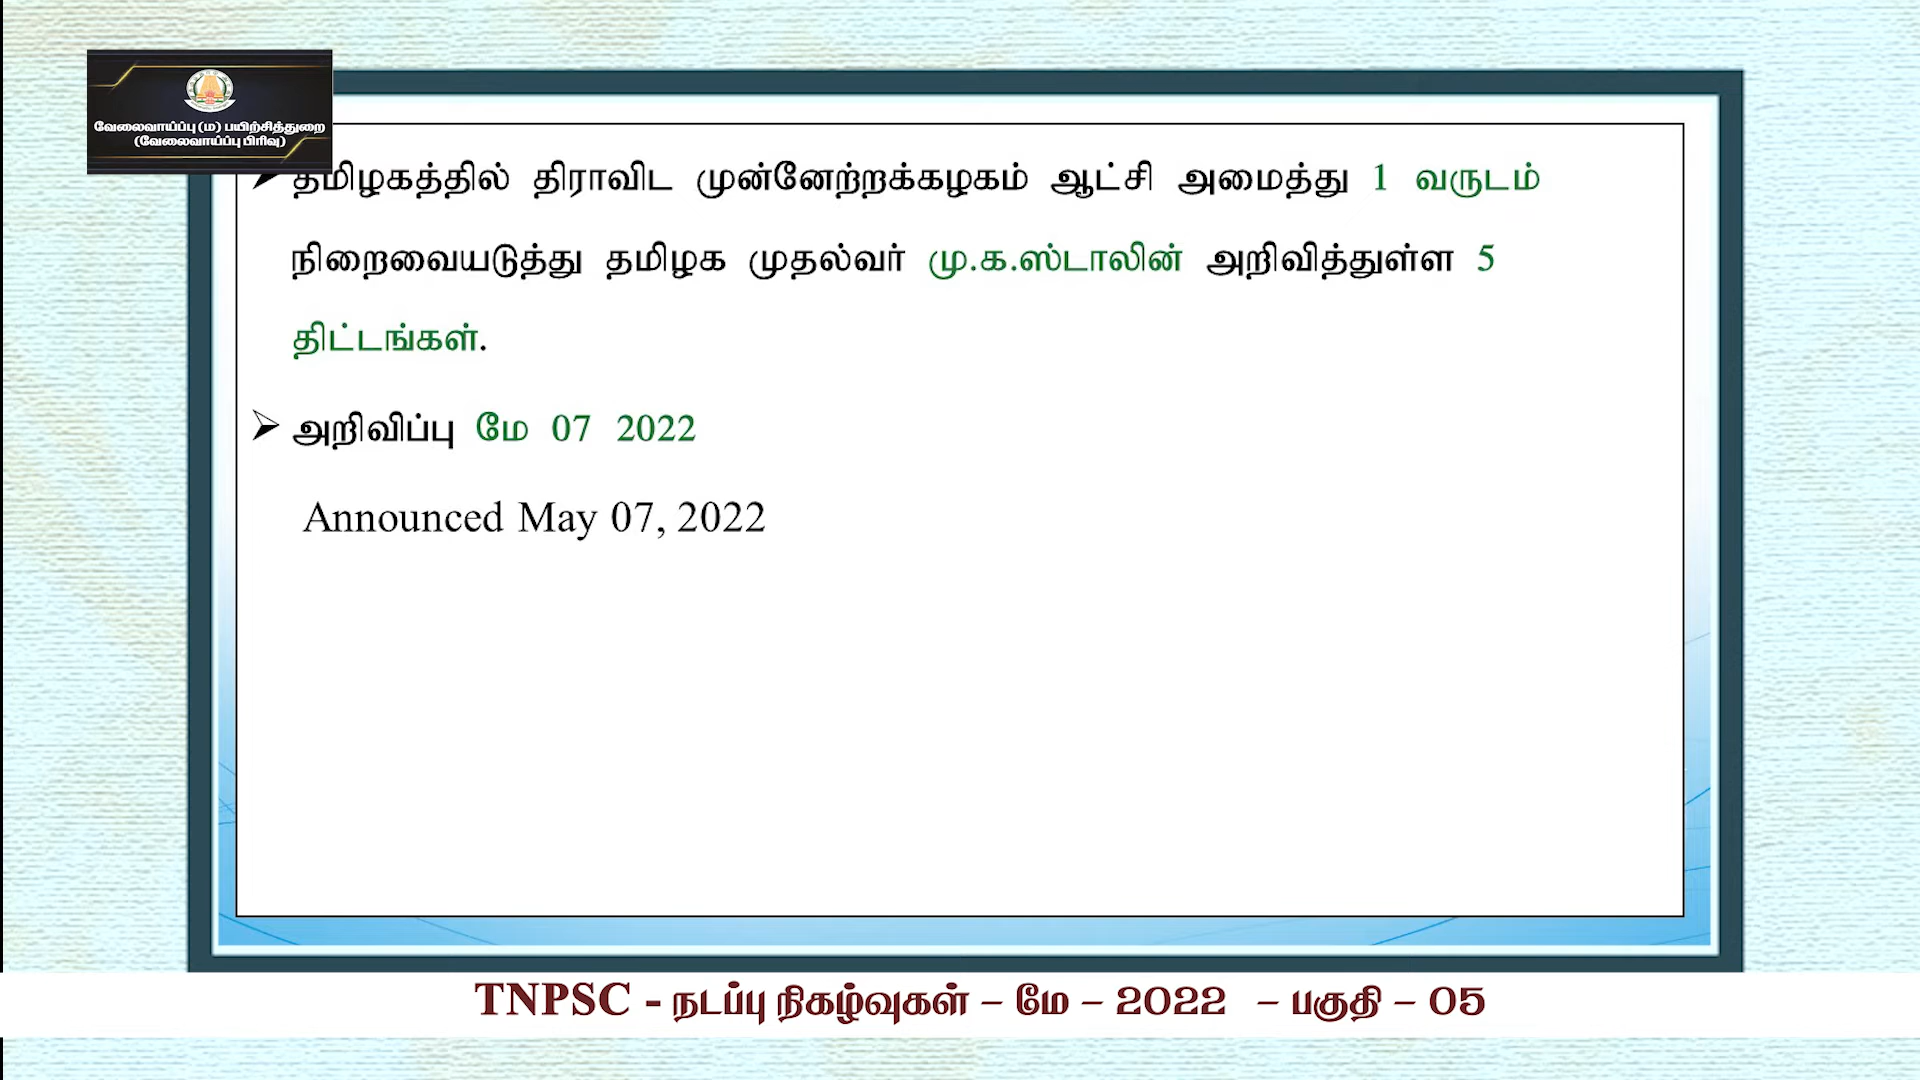 வேலைவாய்ப்பு (ம) பயிற்சித்துறை
(வேலைவாய்ப்பு பிரிவு)
தமிழகத்தில் திராவிட முன்னேற்றக்கழகம் ஆட்சி அமைத்து 1 வருடம்
நிறைவையடுத்து தமிழக முதல்வர் மு.க.ஸ்டாலின் அறிவித்துள்ள 5
திட்டங்கள்.
அறிவிப்பு மே 07 2022
Announced May 07, 2022
TNPSC - நடப்பு நிகழ்வுகள் – மே – 2022 – பகுதி – 05